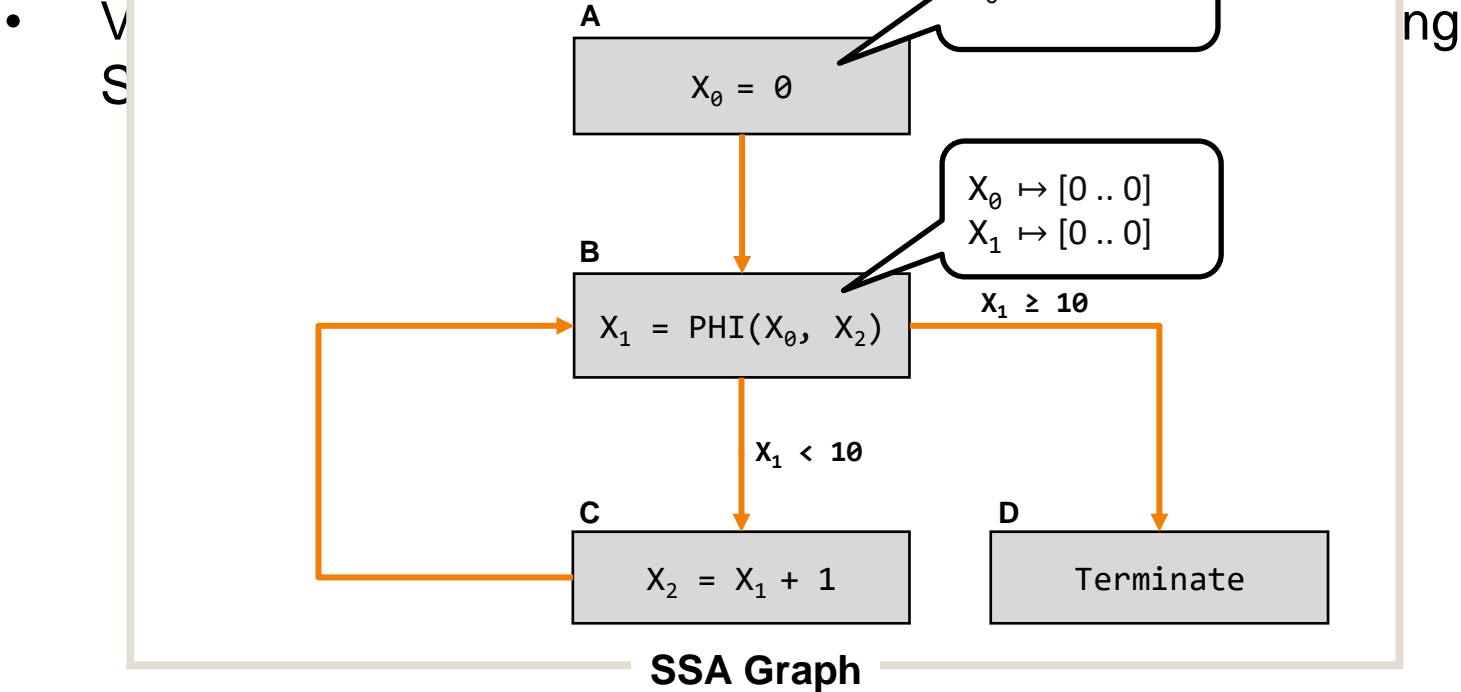 A
X₀ = 0
X₀ ↦ [0 .. 0]
X₁ ↦ [0 .. 0]
B
X₁ ≥ 10
X₁ = PHI(X₀, X₂)
X₁ < 10
C
D
X₂ = X₁ + 1
Terminate
SSA Graph